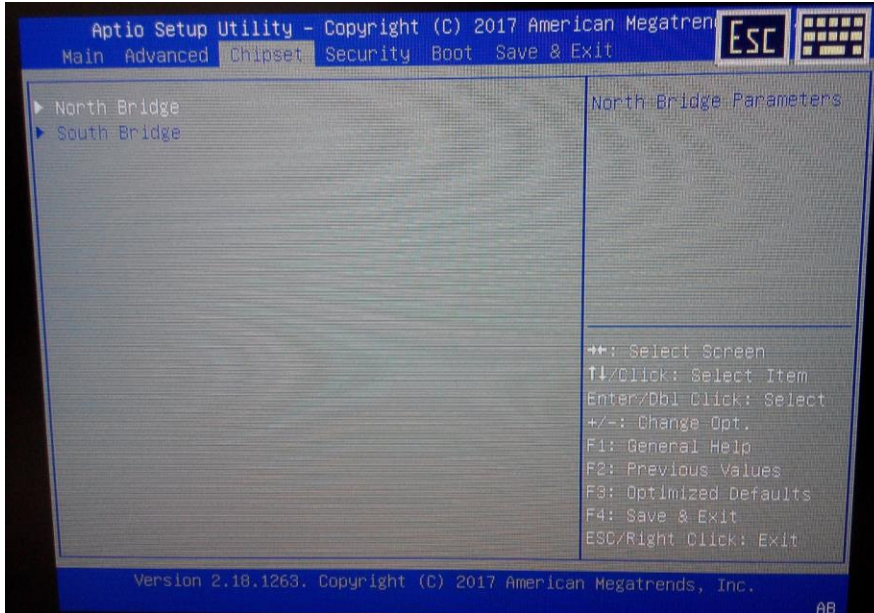 Aptio Setup Utility – Copyright (C) 2017 American Megatren
Esc
Main Advanced Chipset Security Boot Save & Exit
North Bridge
South Bridge
North Bridge Parameters
→←: Select Screen
↑↓/Click: Select Item
Enter/Dbl Click: Select
+/-: Change Opt.
F1: General Help
F2: Previous Values
F3: Optimized Defaults
F4: Save & Exit
ESC/Right Click: Exit
Version 2.18.1263. Copyright (C) 2017 American Megatrends, Inc.
AB